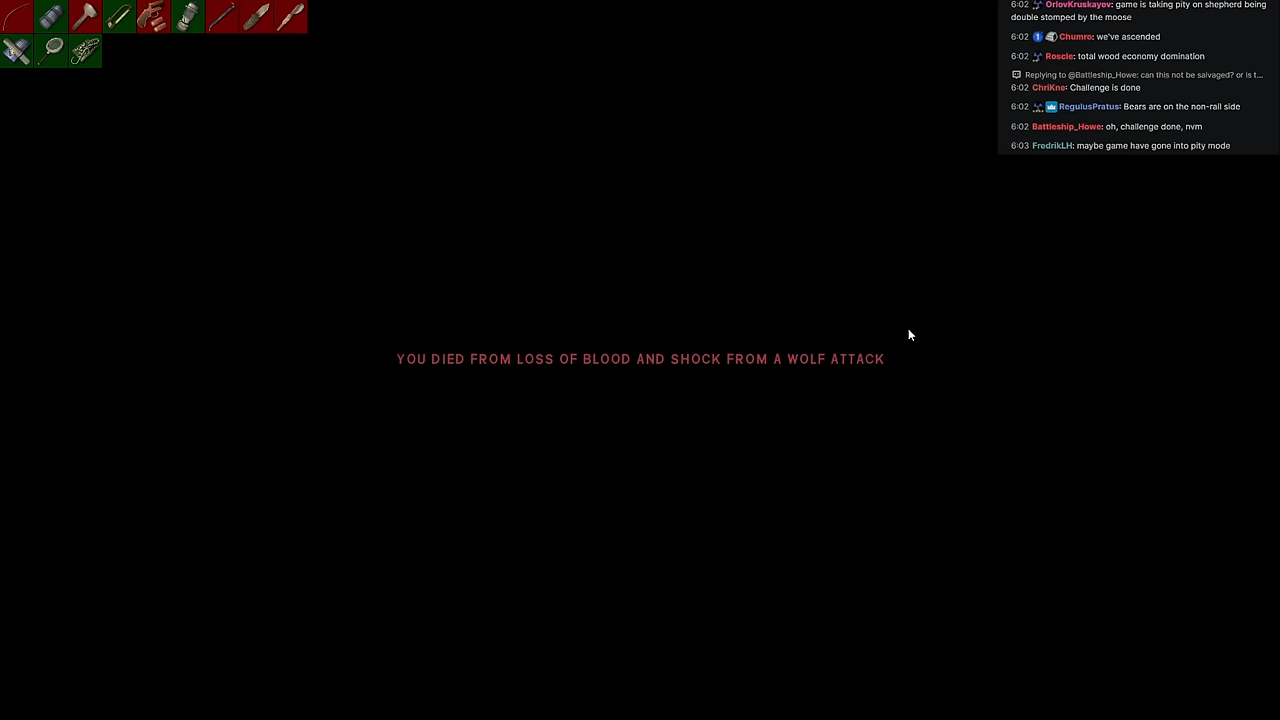 6:02 OrlovKruskayev: game is taking pity on shepherd being
double stomped by the moose
6:02 Chumro: we've ascended
6:02 Roscie: total wood economy domination
Replying to @Battleship_Howe: can this not be salvaged? or is t...
6:02 ChriKno: Challenge is done
6:02 RegulusPratus: Bears are on the non-rail side
6:02 Battleship_Howe: oh, challenge done, nvm
6:03 FredrikLH: maybe game have gone into pity mode
YOU DIED FROM LOSS OF BLOOD AND SHOCK FROM A WOLF ATTACK